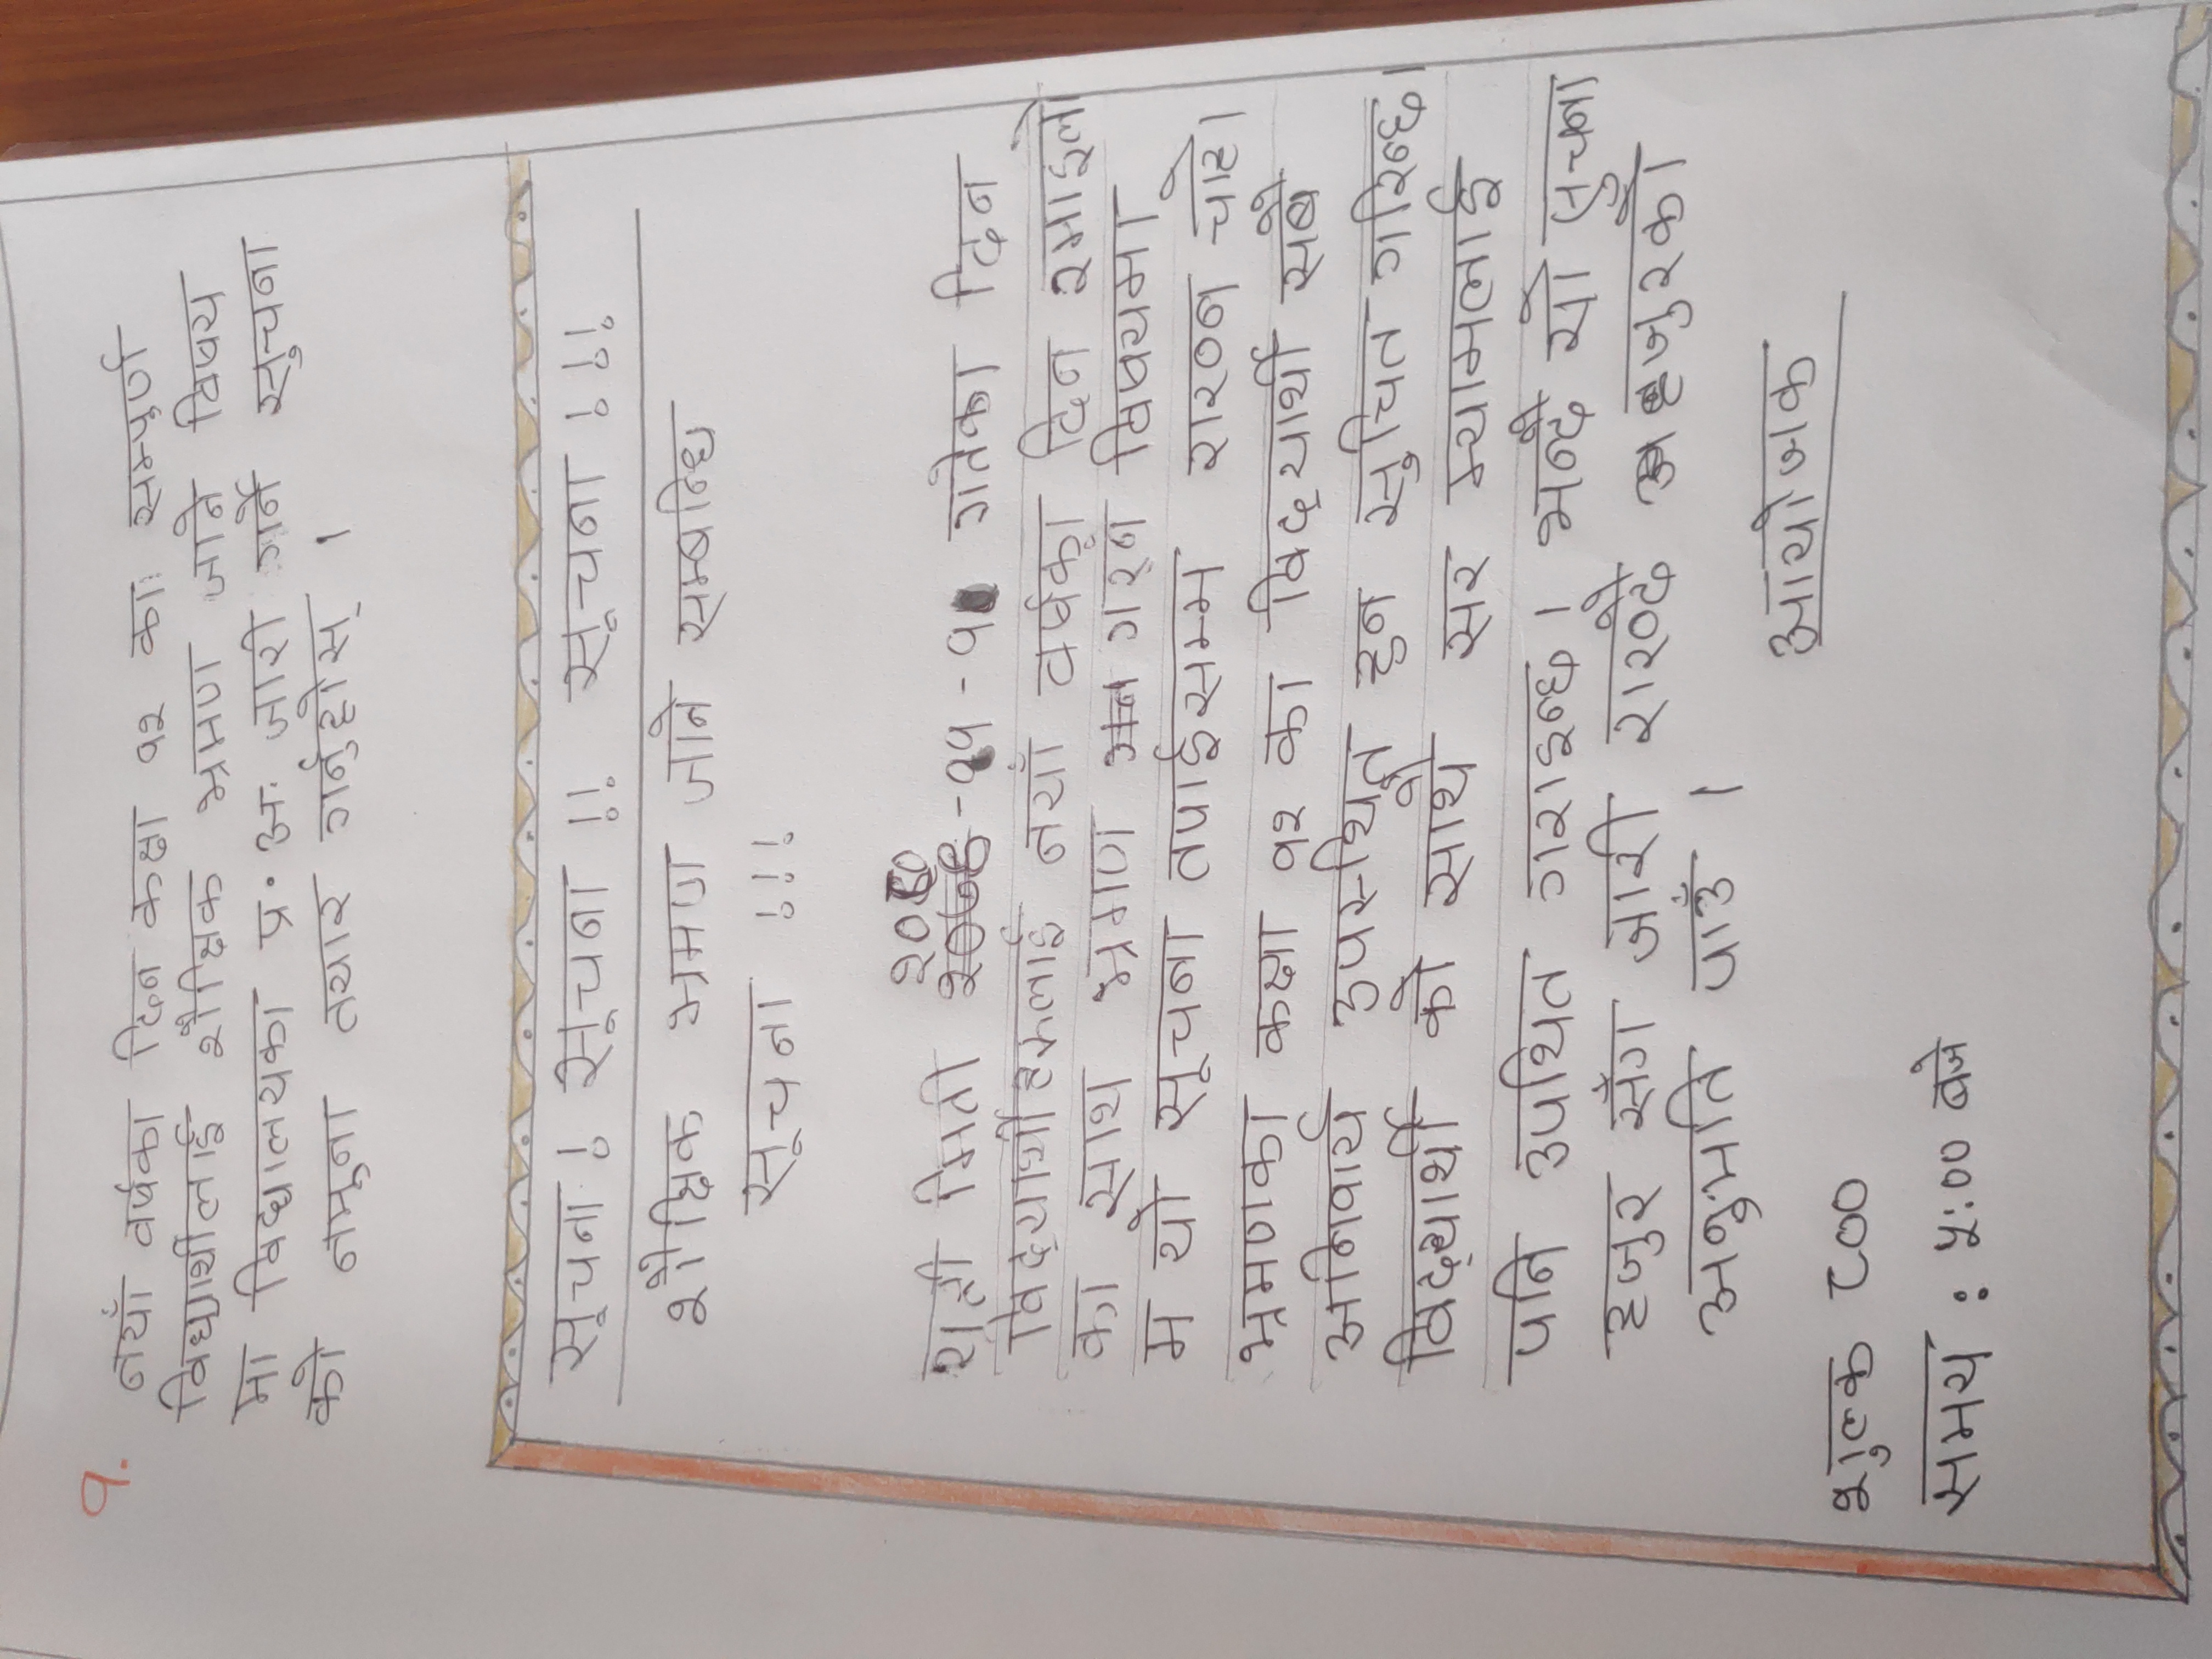 १.
नयाँ वर्षका दिन कक्षा १२ का सम्पुर्ण
विद्यार्थीलाई शैक्षिक भ्रमण जाने विषय
मा विद्यालयका प्र.अ. जारी गर्ने सुचना
को नमुना तयार गर्नुहोस् ।
सूचना ! सूचना !! सूचना !!!
शैक्षिक भ्रमण जाने सम्बन्धि
सूचना !!!
२०८०
यही मिती -११-१ गतेका दिन
विद्यार्थीहरुलाई नयाँ वर्षका दिन रमाइलो
का साथ भ्रमण गर्न विषयमा
म यो सूचना तपाईसम्म राख्न चाहे।
भ्रमणका कक्षा १२ का विद्यार्थी सबै
अनिवार्य उपस्थित हुन सुचित गरिन्छ।
विद्यार्थी को साथै सर म्यामलाई
पनि उपथित गराइन्छ। भन्दै यो सुचना
हजुर सँग जारी राख्दै हजुरको
अनुमति पाउँ ।
आयोजक
शुल्क ८००
समय : ५:०० बजे